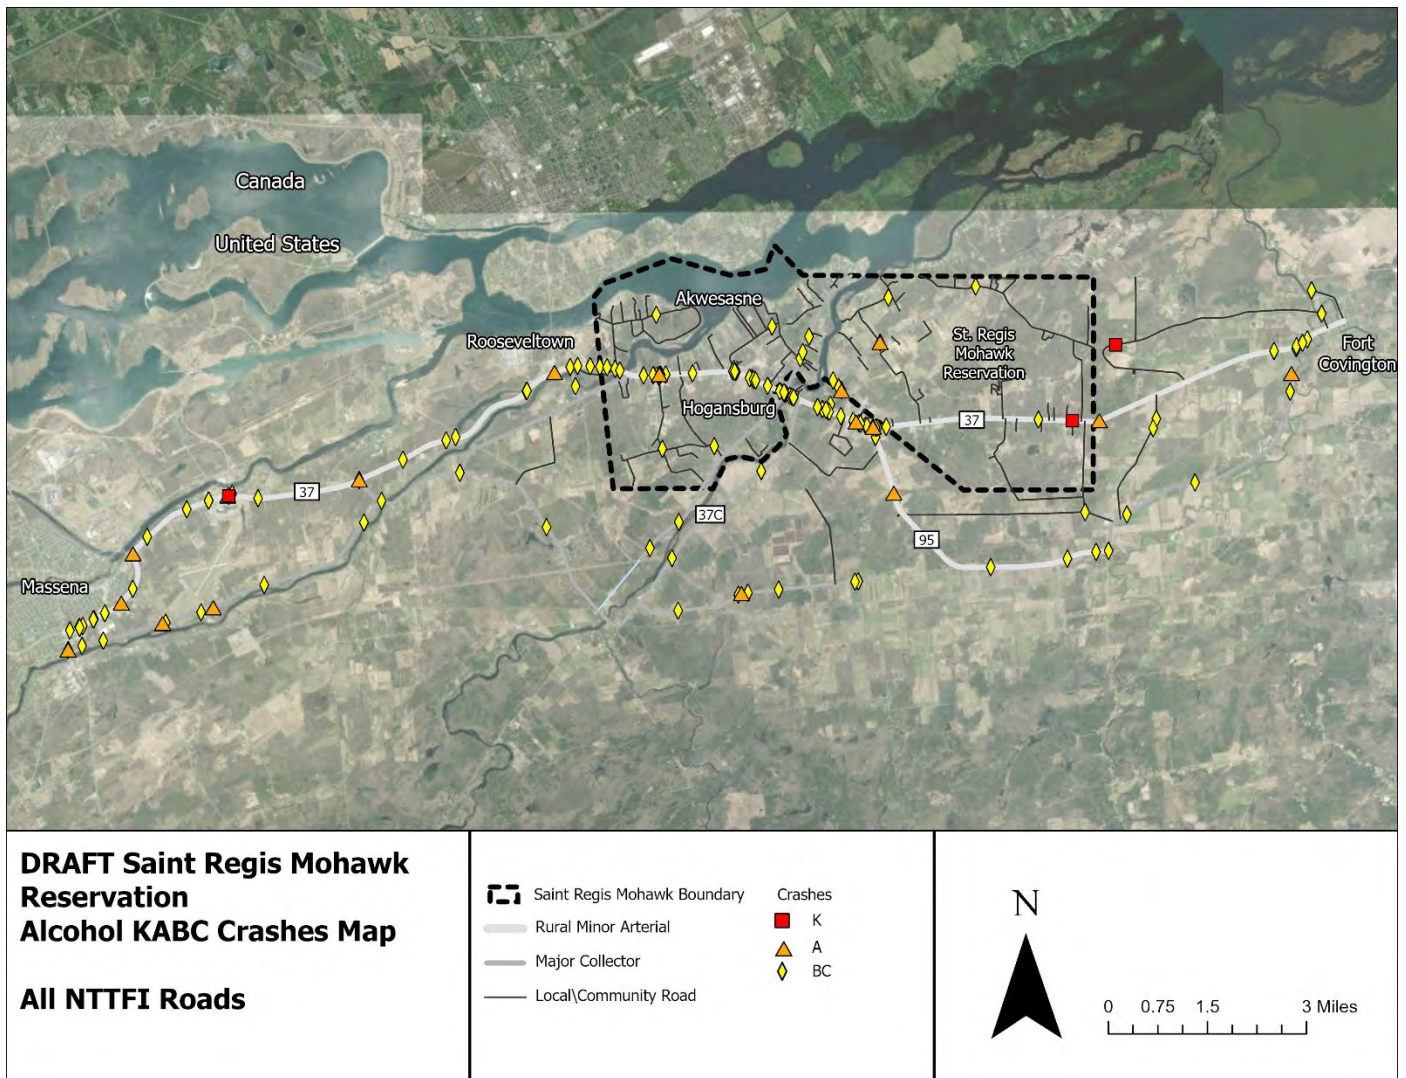 Canada
United States
Akwesasne
Rooseveltown
St. Regis
Mohawk
Reservation
Fort
Covington
Hogansburg
37
37
37C
95
Massena
DRAFT Saint Regis Mohawk
Reservation
Alcohol KABC Crashes Map
All NTTFI Roads
Saint Regis Mohawk Boundary
Rural Minor Arterial
Major Collector
Local\Community Road
Crashes
K
A
BC
N
0 0.75 1.5 3 Miles